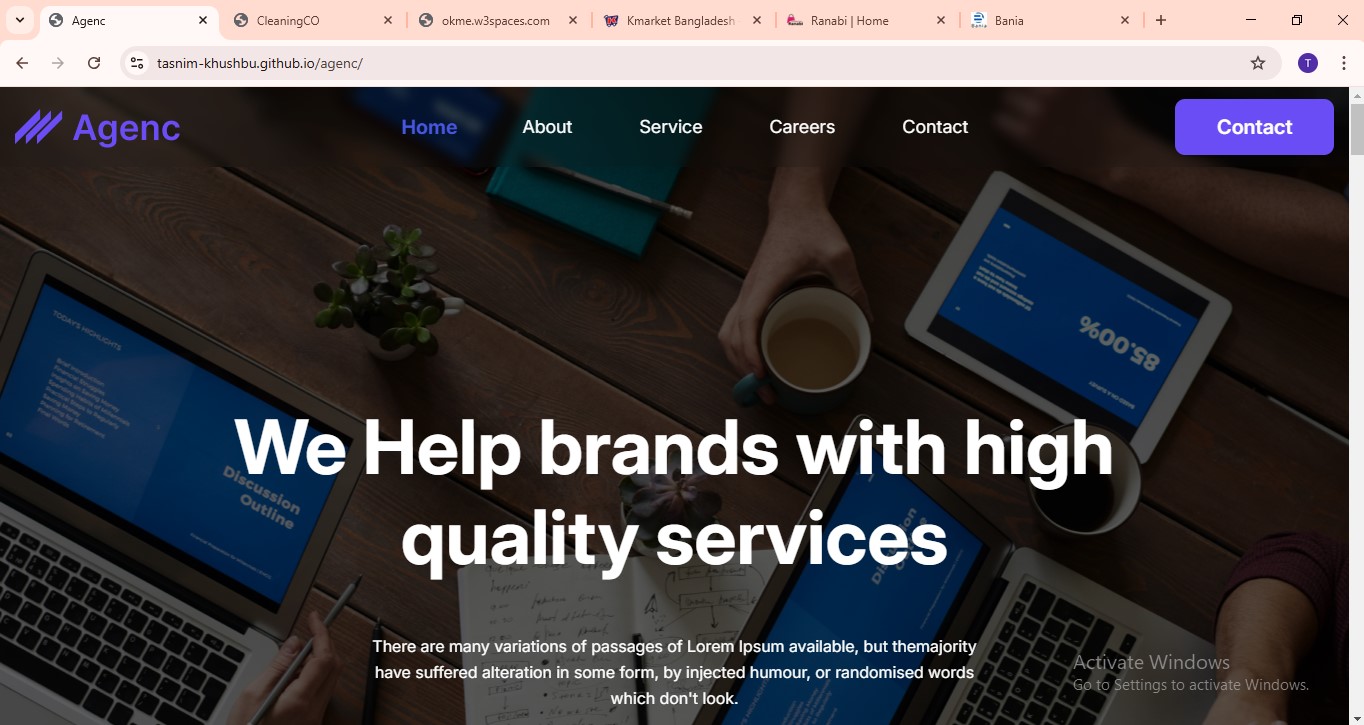 Agenc
CleaningCO
okme.w3spaces.com
Kmarket Bangladesh
Ranabi | Home
Bania
tasnim-khushbu.github.io/agenc/
T
Agenc
Home
About
Service
Careers
Contact
Contact
TODAY'S HIGHLIGHTS
85.00%
Discussion
Outline
We Help brands with high
quality services
Discussion
Outline
There are many variations of passages of Lorem Ipsum available, but themajority
have suffered alteration in some form, by injected humour, or randomised words
which don't look.
Activate Windows
Go to Settings to activate Windows.